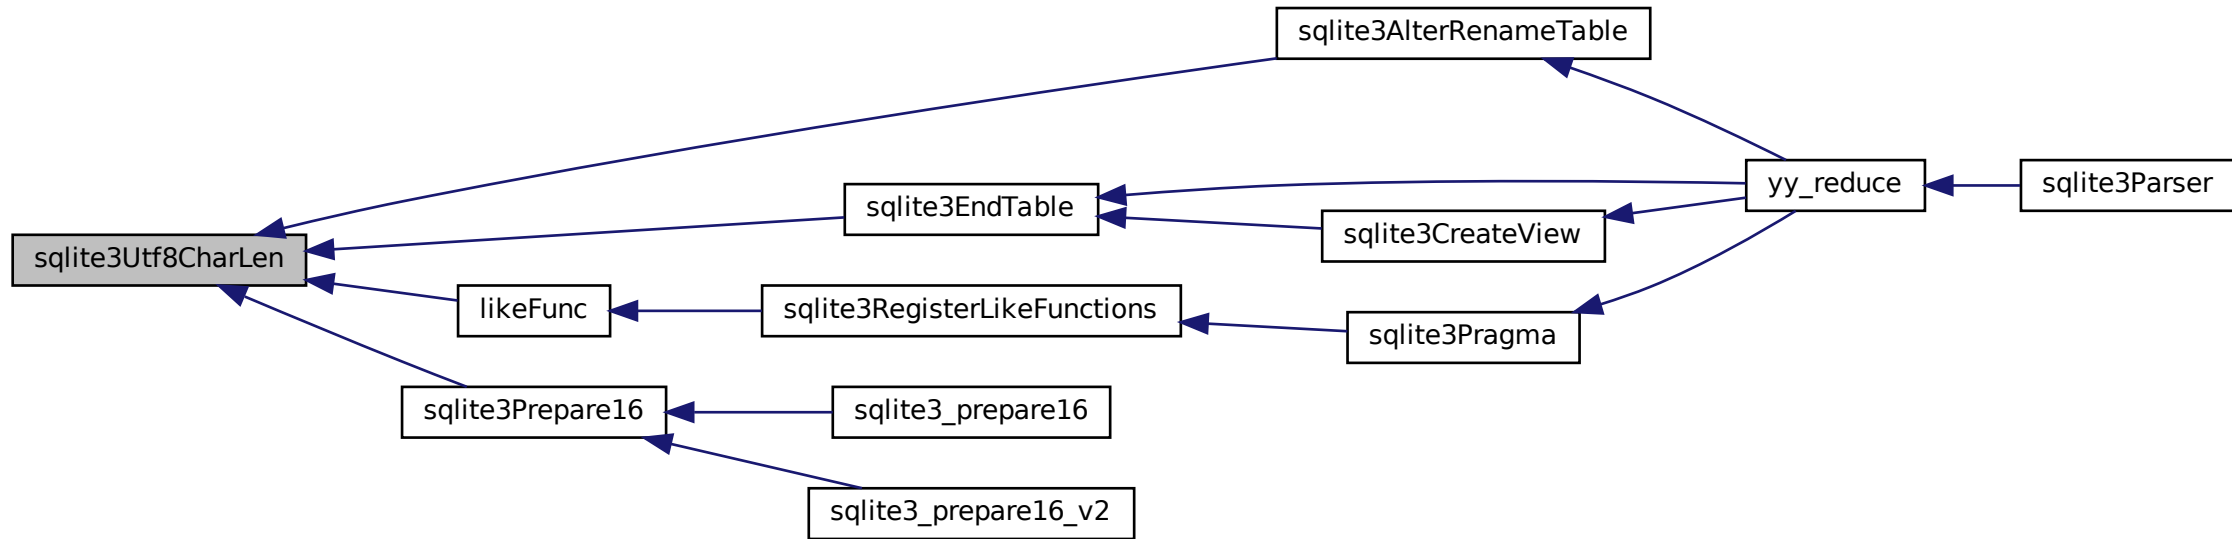 sqlite3AlterRenameTable
yy_reduce
sqlite3Parser
sqlite3EndTable
sqlite3CreateView
sqlite3Utf8CharLen
likeFunc
sqlite3RegisterLikeFunctions
sqlite3Pragma
sqlite3Prepare16
sqlite3_prepare16
sqlite3_prepare16_v2